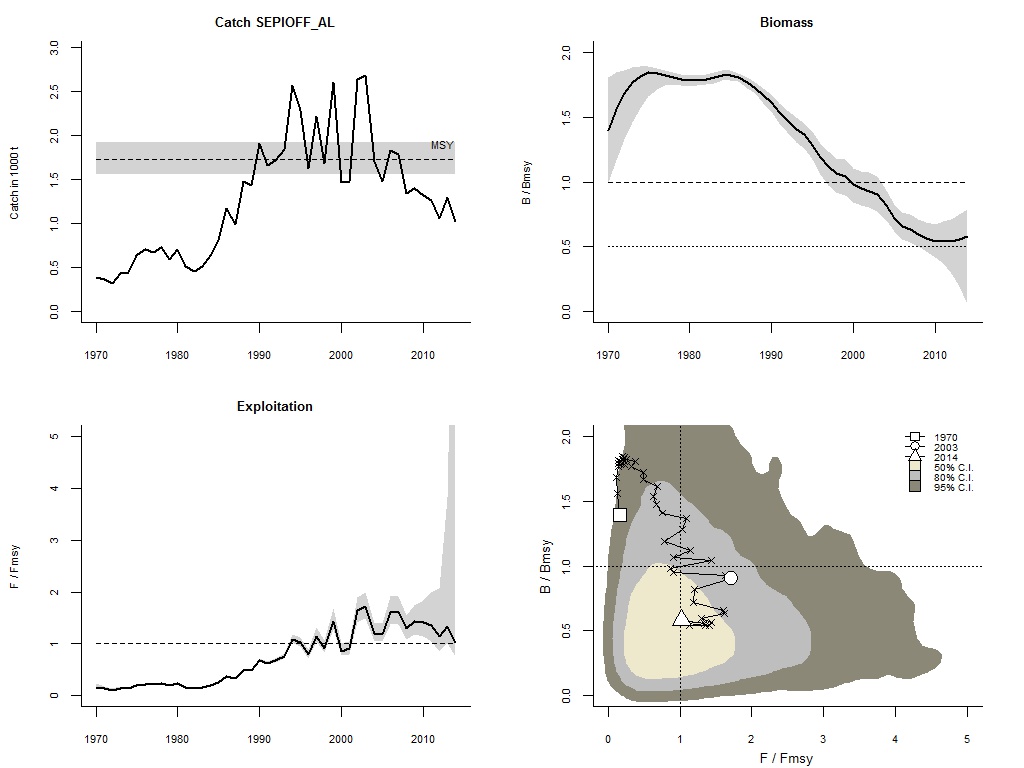 Catch SEPIOFF_AL
Catch in 1000 t
3.0
2.5
2.0
1.5
1.0
0.5
0.0
MSY
1970 1980 1990 2000 2010
Biomass
B / Bmsy
2.0
1.5
1.0
0.5
0.0
1970 1980 1990 2000 2010
Exploitation
F / Fmsy
5
4
3
2
1
0
1970 1980 1990 2000 2010
B / Bmsy
2.0
1.5
1.0
0.5
0.0
1970
2003
2014
50% C.I.
80% C.I.
95% C.I.
0 1 2 3 4 5
F / Fmsy